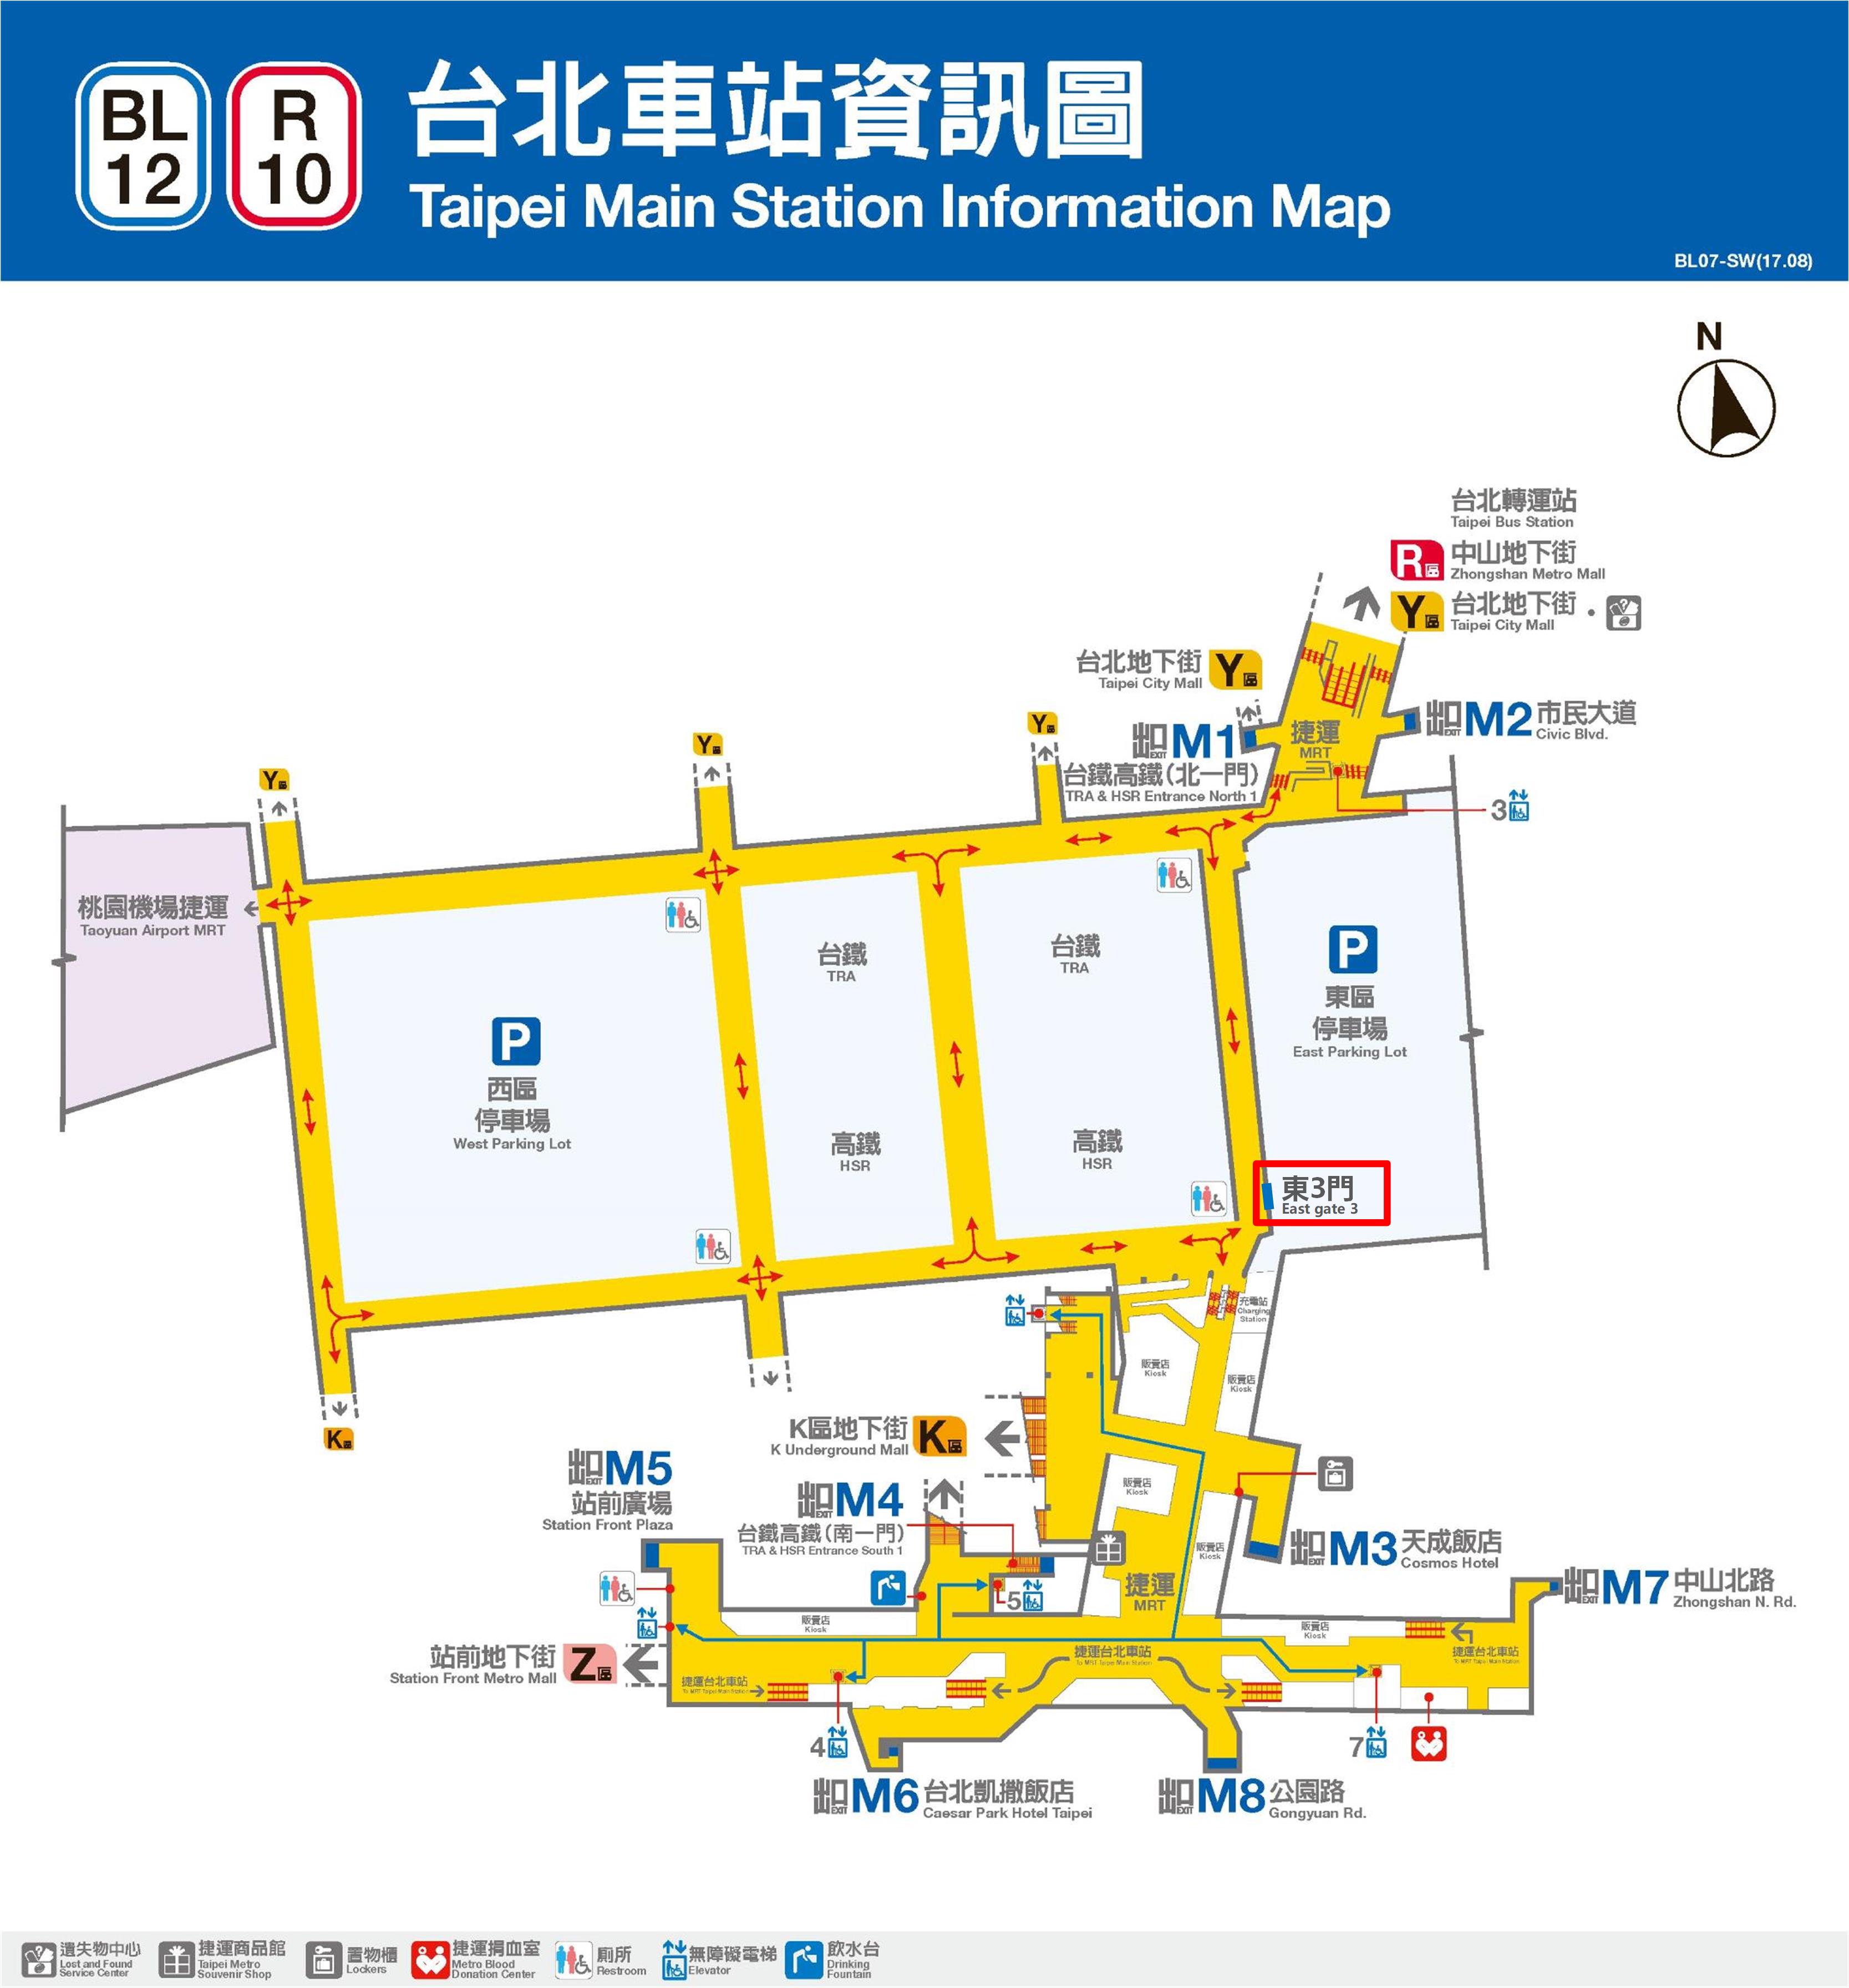 BL
12
R
10
台北車站資訊圖
Taipei Main Station Information Map
BL07-SW(17.08)
N
台北轉運站
Taipei Bus Station
R區 中山地下街
Zhongshan Metro Mall
Y區 台北地下街
Taipei City Mall
台北地下街 Y區
Taipei City Mall
出口 EXIT M1
台鐵高鐵(北一門)
TRA & HSR Entrance North 1
捷運
MRT
出口 EXIT M2 市民大道
Civic Blvd.
3
Y區
Y區
Y區
桃園機場捷運
Taoyuan Airport MRT
P
西區
停車場
West Parking Lot
台鐵
TRA
高鐵
HSR
台鐵
TRA
高鐵
HSR
P
東區
停車場
East Parking Lot
東3門
East gate 3
充電站
Charging
Station
販賣店
Kiosk
販賣店
Kiosk
K區
K區地下街 K區
K Underground Mall
販賣店
Kiosk
販賣店
Kiosk
出口 EXIT M5
站前廣場
Station Front Plaza
出口 EXIT M4
台鐵高鐵(南一門)
TRA & HSR Entrance South 1
5
捷運
MRT
出口 EXIT M3 天成飯店
Cosmos Hotel
出口 EXIT M7 中山北路
Zhongshan N. Rd.
販賣店
Kiosk
販賣店
Kiosk
站前地下街 Z區
Station Front Metro Mall
捷運台北車站
To MRT Taipei Main Station
捷運台北車站
To MRT Taipei Main Station
捷運台北車站
To MRT Taipei Main Station
4
7
出口 EXIT M6 台北凱撒飯店
Caesar Park Hotel Taipei
出口 EXIT M8 公園路
Gongyuan Rd.
遺失物中心
Lost and Found
Service Center
捷運商品館
Taipei Metro
Souvenir Shop
置物櫃
Lockers
捷運捐血室
Metro Blood
Donation Center
廁所
Restroom
無障礙電梯
Elevator
飲水台
Drinking
Fountain